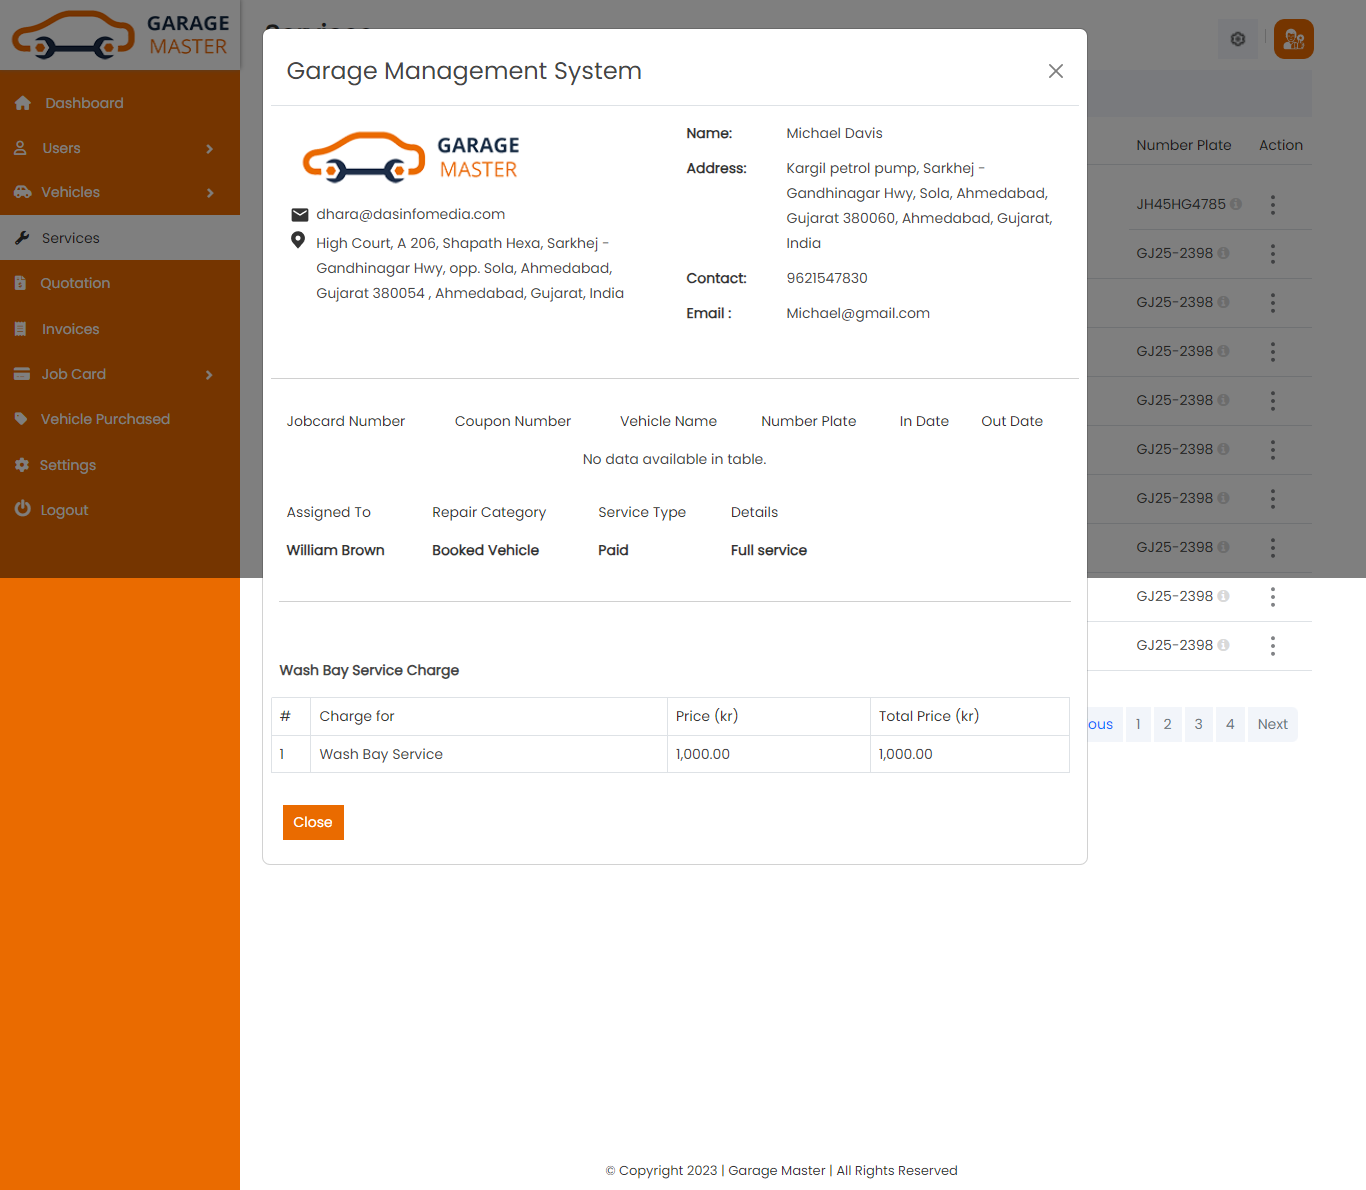 GARAGE
MASTER
Dashboard
Users
Vehicles
Services
Quotation
Invoices
Job Card
Vehicle Purchased
Settings
Logout
Garage Management System
GARAGE
MASTER
dhara@dasinfomedia.com
High Court, A 206, Shapath Hexa, Sarkhej -
Gandhinagar Hwy, opp. Sola, Ahmedabad,
Gujarat 380054 , Ahmedabad, Gujarat, India
Name: Michael Davis
Address: Kargil petrol pump, Sarkhej -
Gandhinagar Hwy, Sola, Ahmedabad,
Gujarat 380060, Ahmedabad, Gujarat,
India
Contact: 9621547830
Email : Michael@gmail.com
Jobcard Number Coupon Number Vehicle Name Number Plate In Date Out Date
No data available in table.
Assigned To Repair Category Service Type Details
William Brown Booked Vehicle Paid Full service
Wash Bay Service Charge
# Charge for Price (kr) Total Price (kr)
1 Wash Bay Service 1,000.00 1,000.00
Close
Number Plate Action
JH45HG4785
GJ25-2398
GJ25-2398
GJ25-2398
GJ25-2398
GJ25-2398
GJ25-2398
GJ25-2398
GJ25-2398
GJ25-2398
ous 1 2 3 4 Next
© Copyright 2023 | Garage Master | All Rights Reserved